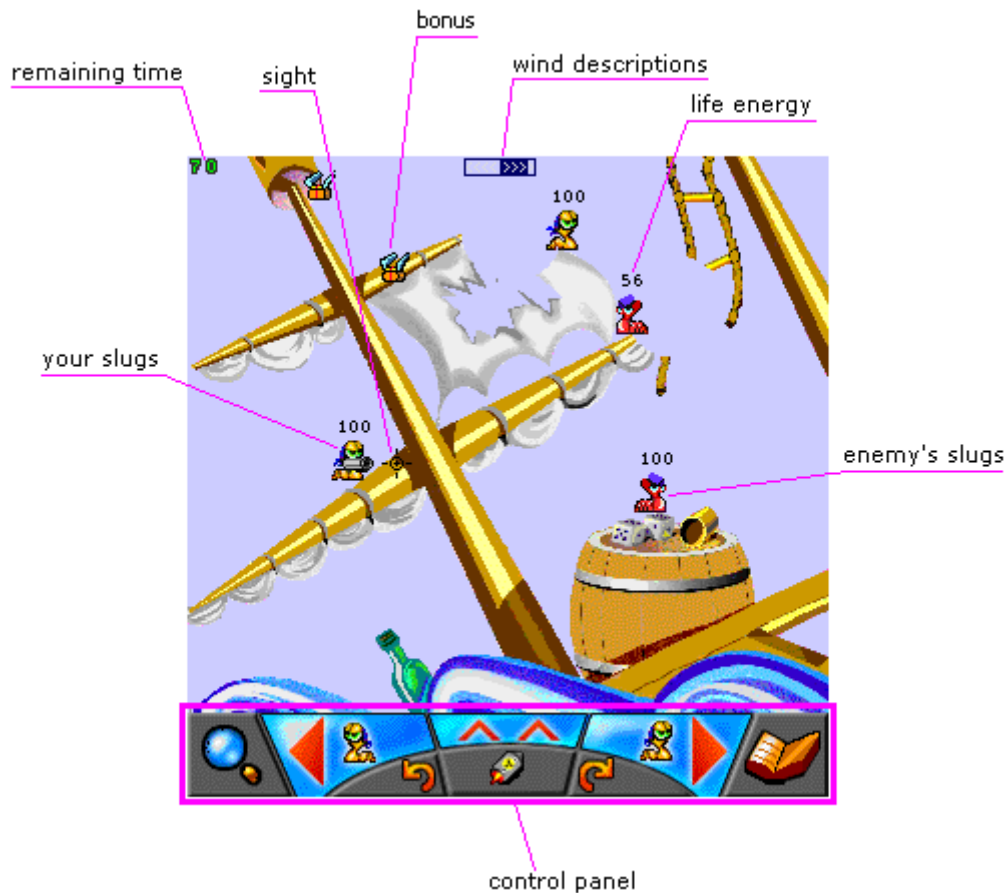 bonus
remaining time
sight
wind descriptions
life energy
70
>>>
100
56
your slugs
100
100
enemy's slugs
control panel